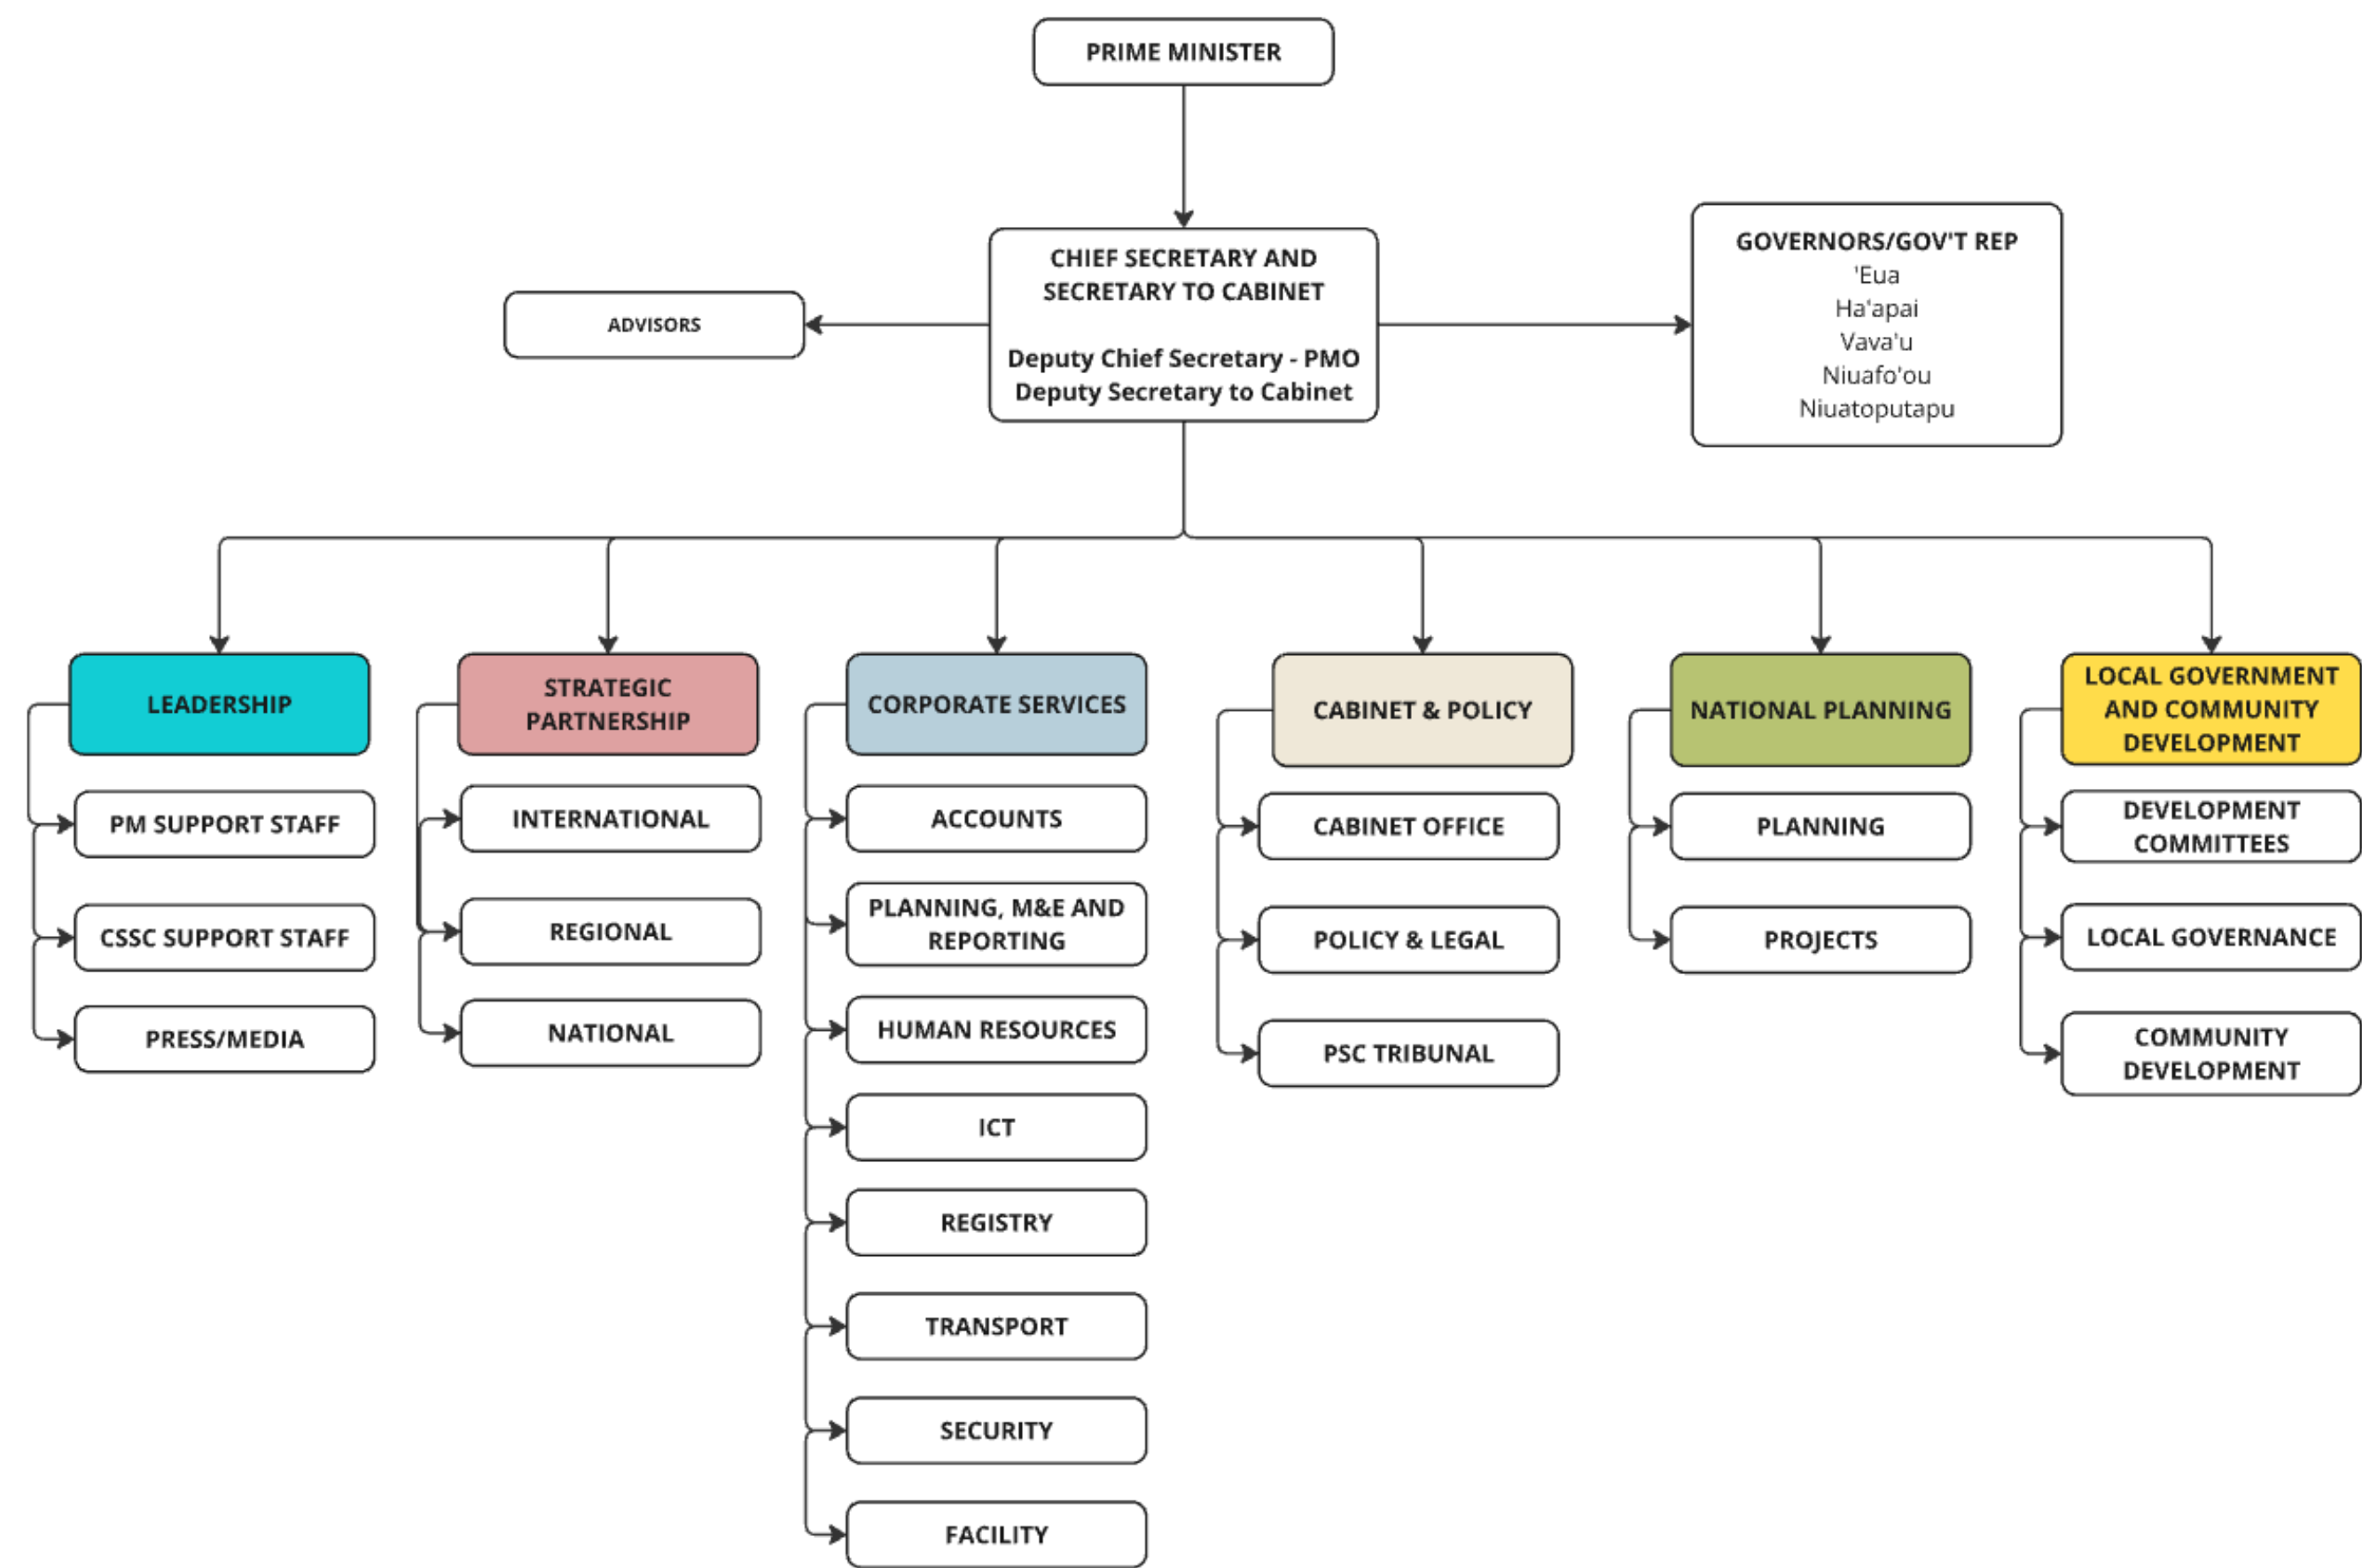 PRIME MINISTER
CHIEF SECRETARY AND
SECRETARY TO CABINET
Deputy Chief Secretary - PMO
Deputy Secretary to Cabinet
ADVISORS
GOVERNORS/GOV'T REP
'Eua
Ha'apai
Vava'u
Niuafo'ou
Niuatoputapu
LEADERSHIP
PM SUPPORT STAFF
CSSC SUPPORT STAFF
PRESS/MEDIA
STRATEGIC
PARTNERSHIP
INTERNATIONAL
REGIONAL
NATIONAL
CORPORATE SERVICES
ACCOUNTS
PLANNING, M&E AND
REPORTING
HUMAN RESOURCES
ICT
REGISTRY
TRANSPORT
SECURITY
FACILITY
CABINET & POLICY
CABINET OFFICE
POLICY & LEGAL
PSC TRIBUNAL
NATIONAL PLANNING
PLANNING
PROJECTS
LOCAL GOVERNMENT
AND COMMUNITY
DEVELOPMENT
DEVELOPMENT
COMMITTEES
LOCAL GOVERNANCE
COMMUNITY
DEVELOPMENT